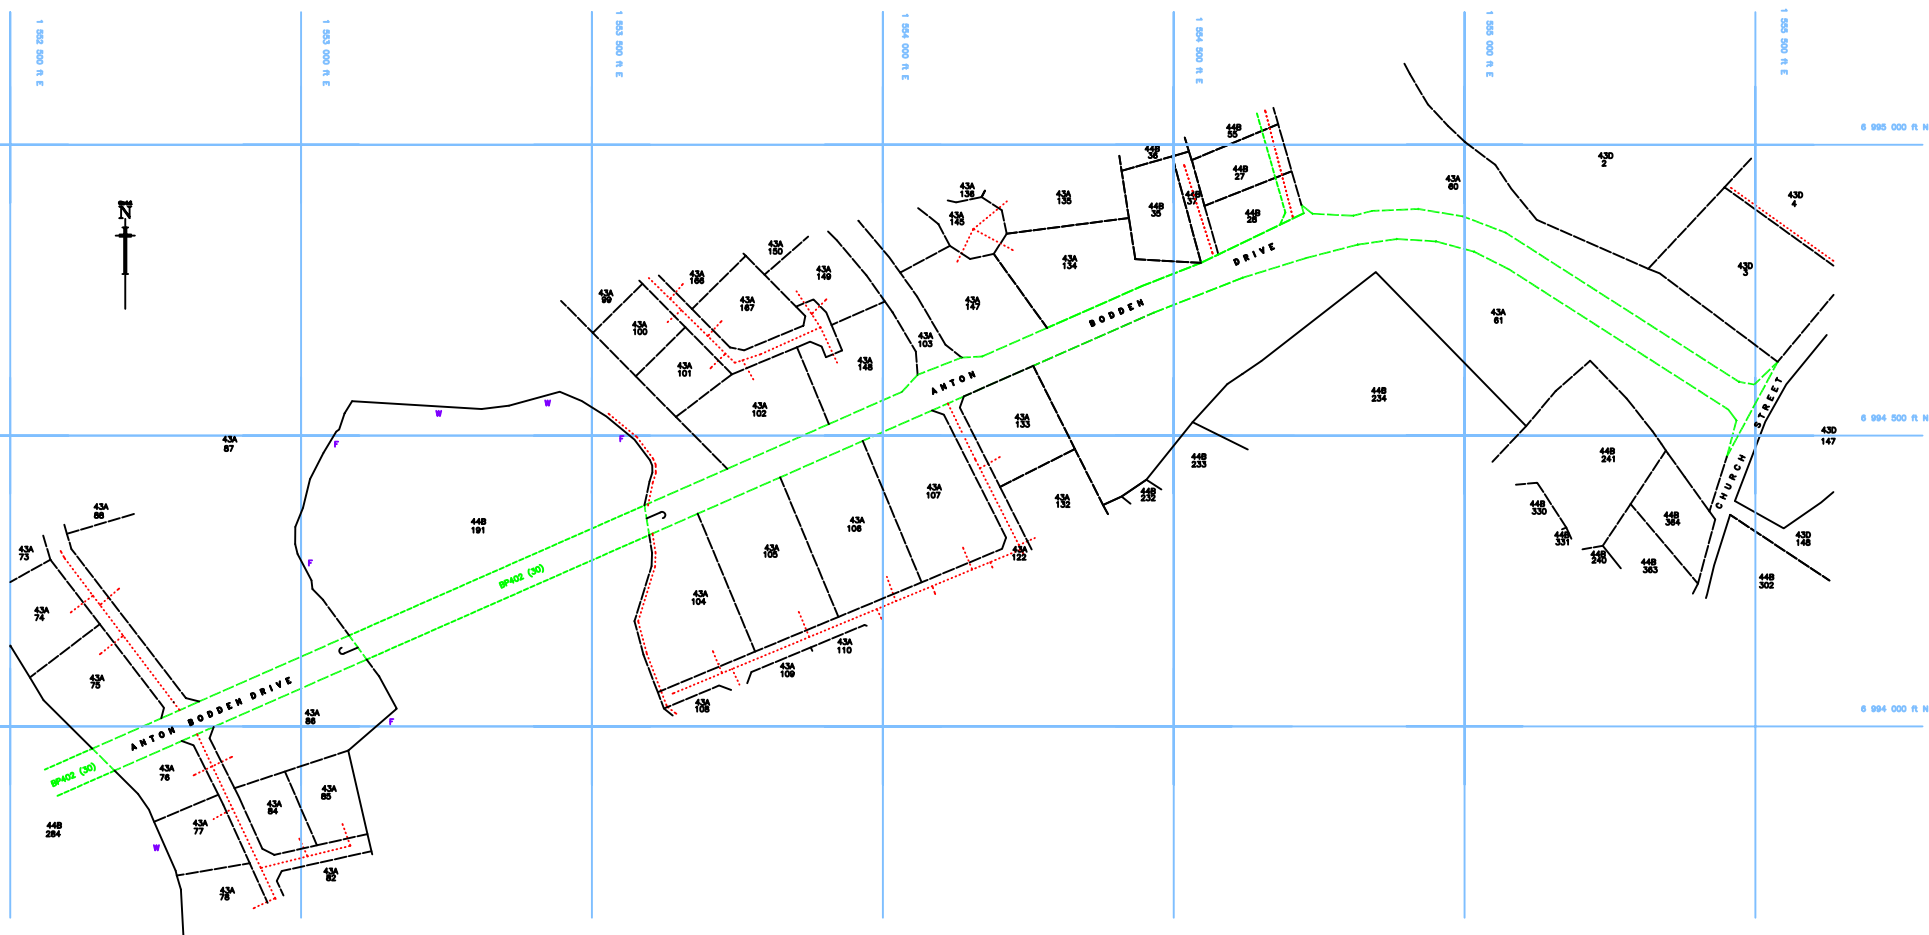 1 552 500 ft E
1 553 000 ft E
1 553 500 ft E
1 554 000 ft E
1 554 500 ft E
1 555 000 ft E
1 555 500 ft E
6 995 000 ft N
44B
55
44B
36
43D
2
44B
27
43A
60
43A
136
43A
135
44B
37
43D
4
N
44B
35
44B
28
43A
145
43A
150
DRIVE
43A
134
43A
149
43A
166
43D
3
43A
99
43A
167
43A
147
BODDEN
43A
61
43A
100
43A
103
43A
101
43A
148
ANTON
STREET
44B
234
43A
102
W
W
43A
133
6 994 500 ft N
43A
87
F
F
43D
147
44B
241
44B
233
CHURCH
43A
107
44B
232
43A
132
44B
330
43A
88
44B
191
43A
106
44B
364
44B
331
43D
148
43A
73
43A
105
43A
122
44B
240
44B
363
F
BP402 (30)
44B
302
43A
74
43A
104
43A
110
43A
109
43A
75
ANTON BODDEN DRIVE
43A
108
6 994 000 ft N
43A
86
F
BP402 (30)
43A
76
43A
85
43A
84
44B
284
43A
77
W
43A
82
43A
78